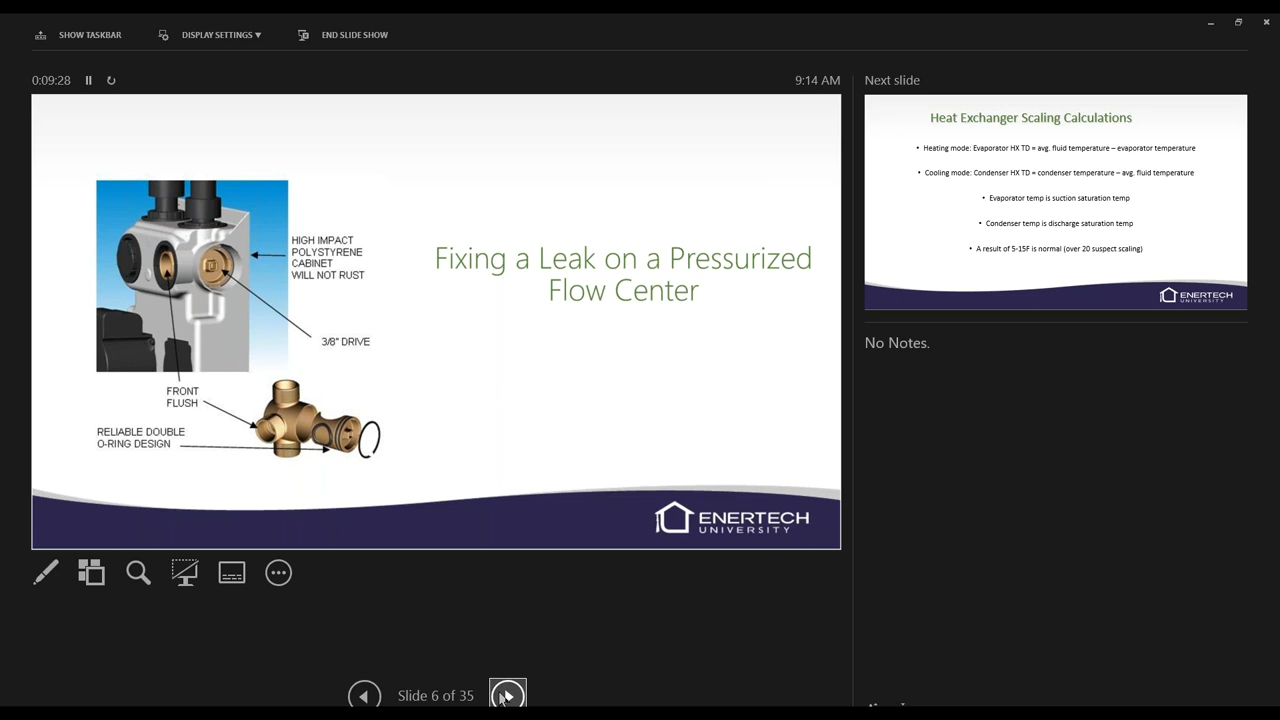 SHOW TASKBAR
DISPLAY SETTINGS ▼
END SLIDE SHOW
0:09:28
9:14 AM
HIGH IMPACT
POLYSTYRENE
CABINET
WILL NOT RUST
3/8" DRIVE
FRONT
FLUSH
RELIABLE DOUBLE
O-RING DESIGN
Fixing a Leak on a Pressurized
Flow Center
ENERTECH
UNIVERSITY
Slide 6 of 35
Next slide
Heat Exchanger Scaling Calculations
• Heating mode: Evaporator HX TD = avg. fluid temperature – evaporator temperature
• Cooling mode: Condenser HX TD = condenser temperature – avg. fluid temperature
• Evaporator temp is suction saturation temp
• Condenser temp is discharge saturation temp
• A result of 5-15F is normal (over 20 suspect scaling)
ENERTECH
UNIVERSITY
No Notes.